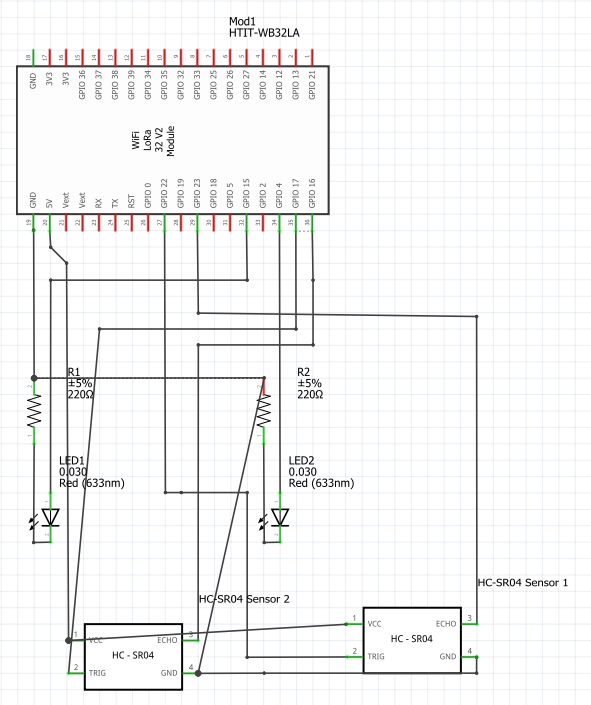 Mod1
HTIT-WB32LA
18 17 16 15 14 13 12 11 10 9 8 7 6 5 4 3 2 1
GND 3V3 3V3 GPIO 36 GPIO 37 GPIO 38 GPIO 39 GPIO 34 GPIO 35 GPIO 32 GPIO 33 GPIO 25 GPIO 26 GPIO 27 GPIO 14 GPIO 12 GPIO 13 GPIO 21
WiFi
LoRa
32 V2
Module
GND 5V Vext Vext RX TX RST GPIO 0 GPIO 22 GPIO 19 GPIO 23 GPIO 18 GPIO 5 GPIO 15 GPIO 2 GPIO 4 GPIO 17 GPIO 16
19 20 21 22 23 24 25 26 27 28 29 30 31 32 33 34 35 36
R1
±5%
220Ω
R2
±5%
220Ω
LED1
0.030
Red (633nm)
LED2
0.030
Red (633nm)
HC-SR04 Sensor 1
HC-SR04 Sensor 2
1 VCC ECHO 3
HC - SR04
2 TRIG GND 4
1 VCC ECHO 3
HC - SR04
2 TRIG GND 4